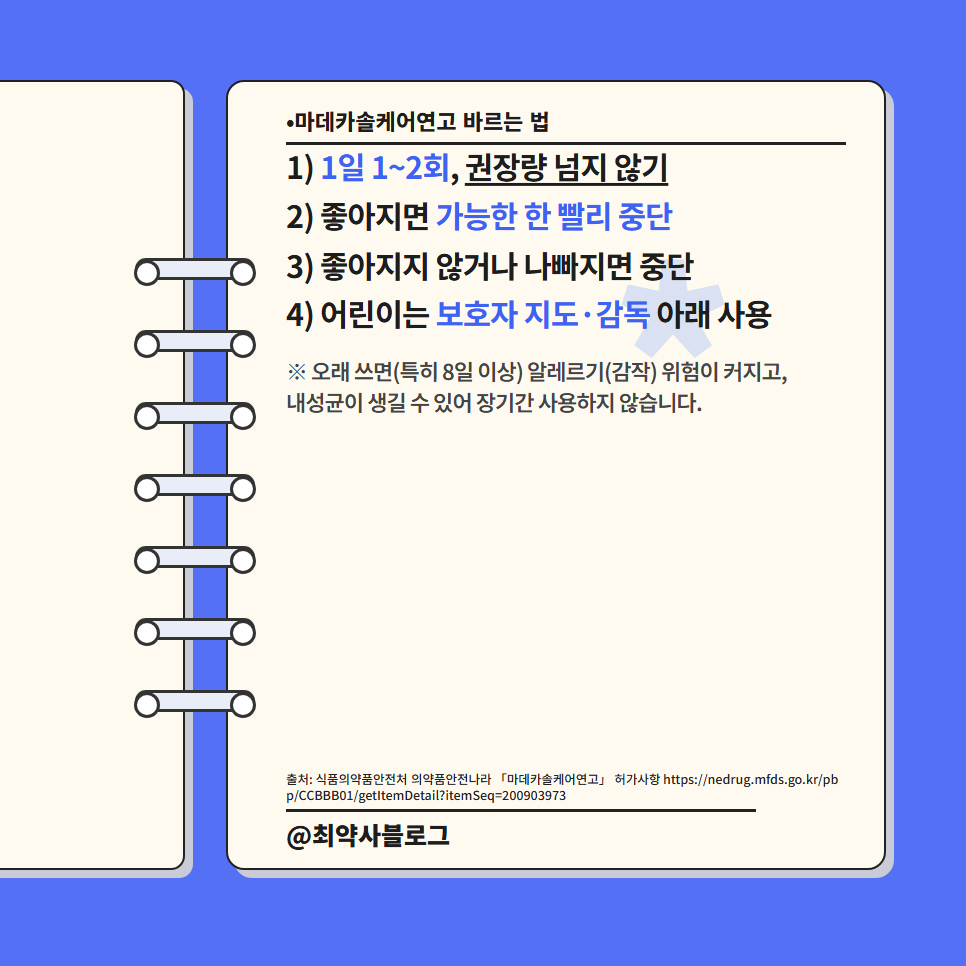 •마데카솔케어연고 바르는 법
1) 1일 1~2회, 권장량 넘지 않기
2) 좋아지면 가능한 한 빨리 중단
3) 좋아지지 않거나 나빠지면 중단
4) 어린이는 보호자 지도·감독 아래 사용
※ 오래 쓰면(특히 8일 이상) 알레르기(감작) 위험이 커지고,
내성균이 생길 수 있어 장기간 사용하지 않습니다.
출처: 식품의약품안전처 의약품안전나라 「마데카솔케어연고」 허가사항 https://nedrug.mfds.go.kr/pb
p/CCBBB01/getItemDetail?itemSeq=200903973
@최약사블로그